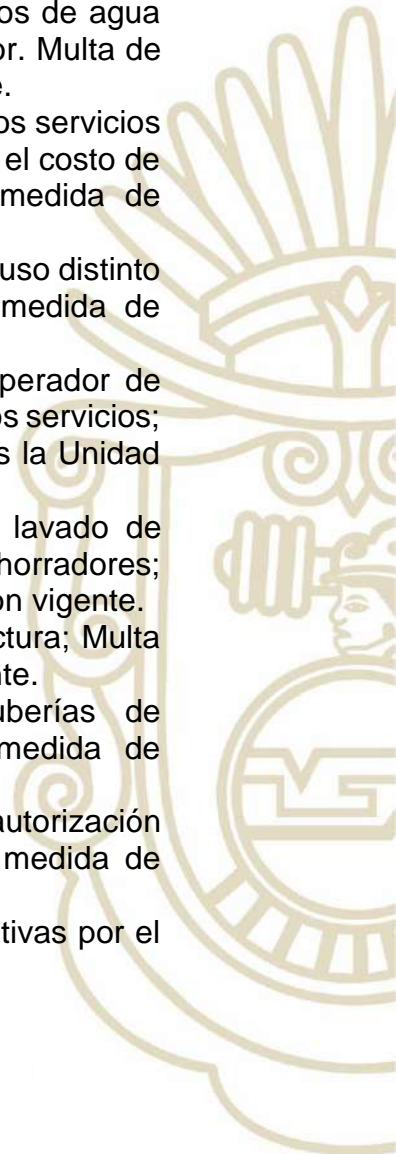 os de agua
or. Multa de
e.
os servicios
el costo de
medida de
uso distinto
medida de
perador de
os servicios;
s la Unidad
lavado de
horradores;
ón vigente.
ctura; Multa
nte.
uberías de
medida de
autorización
medida de
tivas por el